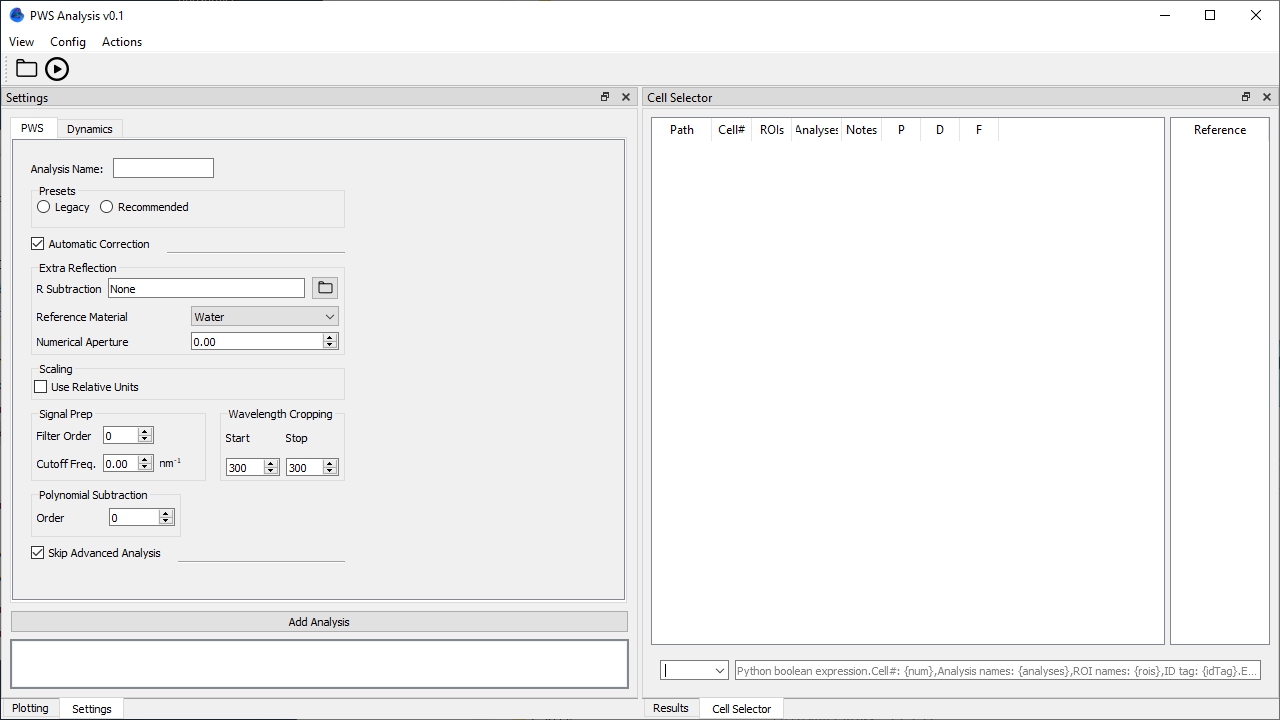 PWS Analysis v0.1
View Config Actions
Settings
PWS Dynamics
Analysis Name:
Presets
Legacy Recommended
Automatic Correction
Extra Reflection
R Subtraction None
Reference Material Water
Numerical Aperture 0.00
Scaling
Use Relative Units
Signal Prep
Filter Order 0
Cutoff Freq. 0.00 nm⁻¹
Wavelength Cropping
Start Stop
300 300
Polynomial Subtraction
Order 0
Skip Advanced Analysis
Add Analysis
Plotting Settings
Cell Selector
Path Cell# ROIs Analyses Notes P D F Reference
Python boolean expression.Cell#: {num},Analysis names: {analyses},ROI names: {rois},ID tag: {idTag}.E...
Results Cell Selector